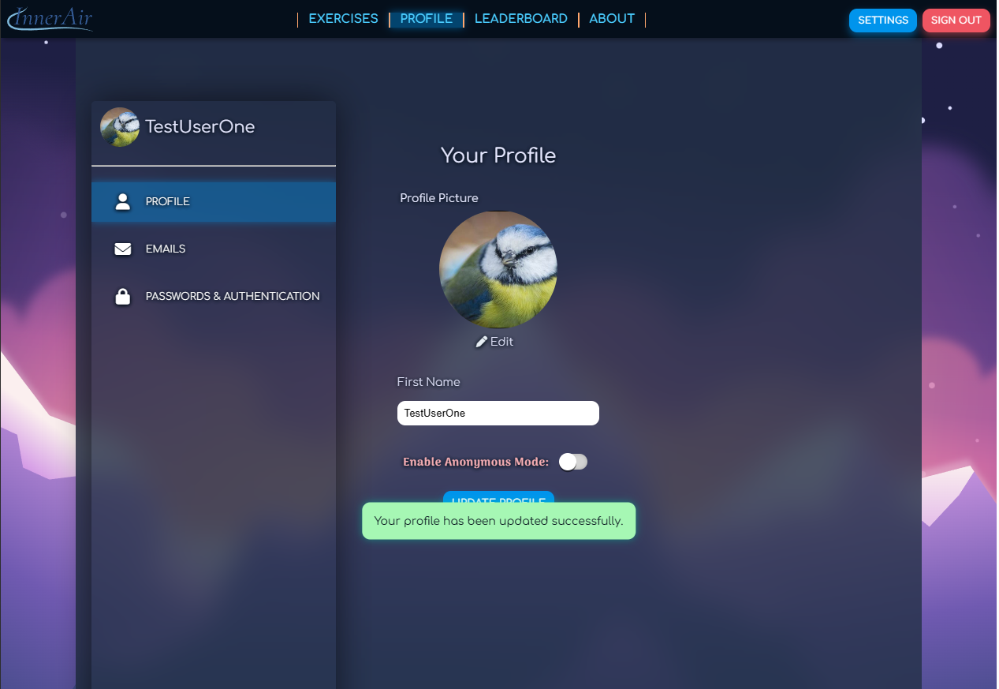 InnerAir
EXERCISES
PROFILE
LEADERBOARD
ABOUT
SETTINGS
SIGN OUT
TestUserOne
PROFILE
EMAILS
PASSWORDS & AUTHENTICATION
Your Profile
Profile Picture
Edit
First Name
TestUserOne
Enable Anonymous Mode:
UPDATE PROFILE
Your profile has been updated successfully.